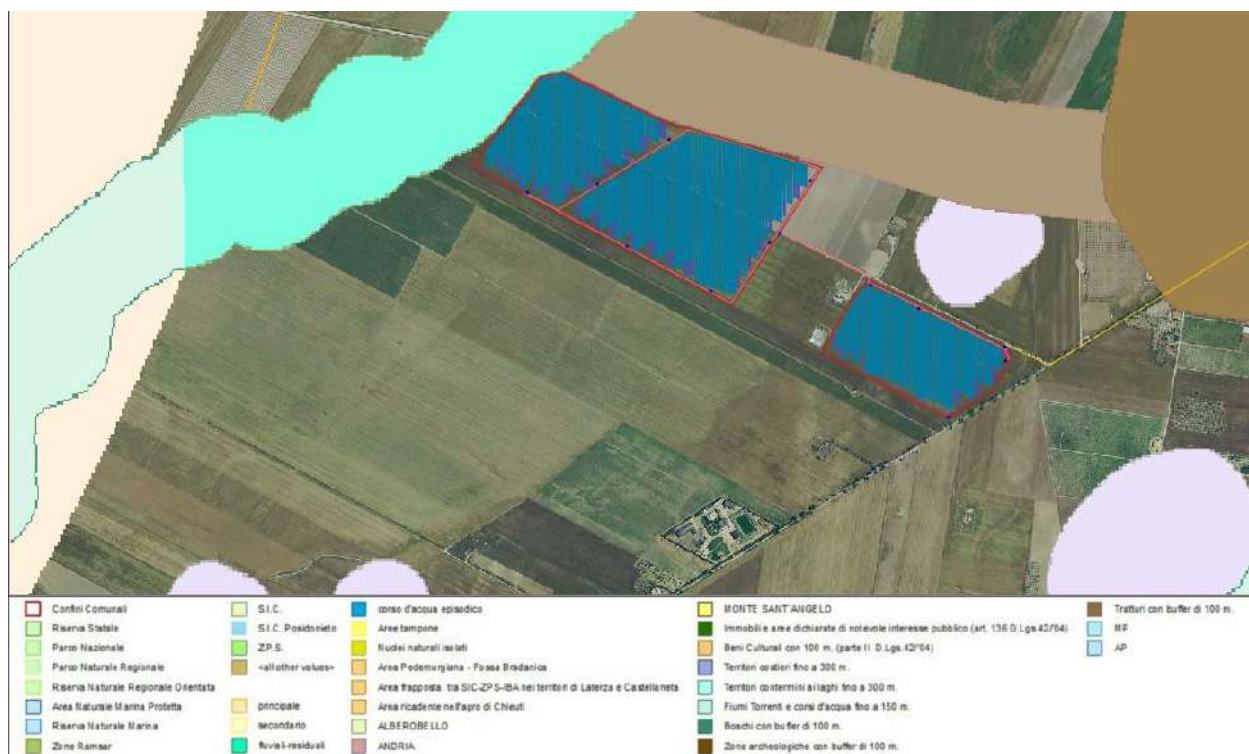 Confini Comunali
Riserva Statale
Parco Nazionale
Parco Naturale Regionale
Riserva Naturale Regionale Orientata
Area Naturale Marina Protetta
Riserva Naturale Marina
Zone Ramsar
S.I.C.
S.I.C. Posidonieto
Z.P.S.
<all other values>
principale
secondario
fluviali-residuali
corso d'acqua episodico
Aree tampone
Nuclei naturali isolati
Area Pedemurgiana - Fossa Bradanica
Area frapposta tra SIC-ZPS-IBA nei territori di Laterza e Castellaneta
Area ricadente nell'agro di Chieuti
ALBEROBELLO
ANDRIA
MONTE SANT'ANGELO
Immobili e aree dichiarate di notevole interesse pubblico (art. 136 D.Lgs.42/'04)
Beni Culturali con 100 m. (parte II D.Lgs.42/'04)
Territori costieri fino a 300 m.
Territori contermini ai laghi fino a 300 m.
Fiumi Torrenti e corsi d'acqua fino a 150 m.
Boschi con buffer di 100 m.
Zone archeologiche con buffer di 100 m.
Tratturi con buffer di 100 m.
MP
AP